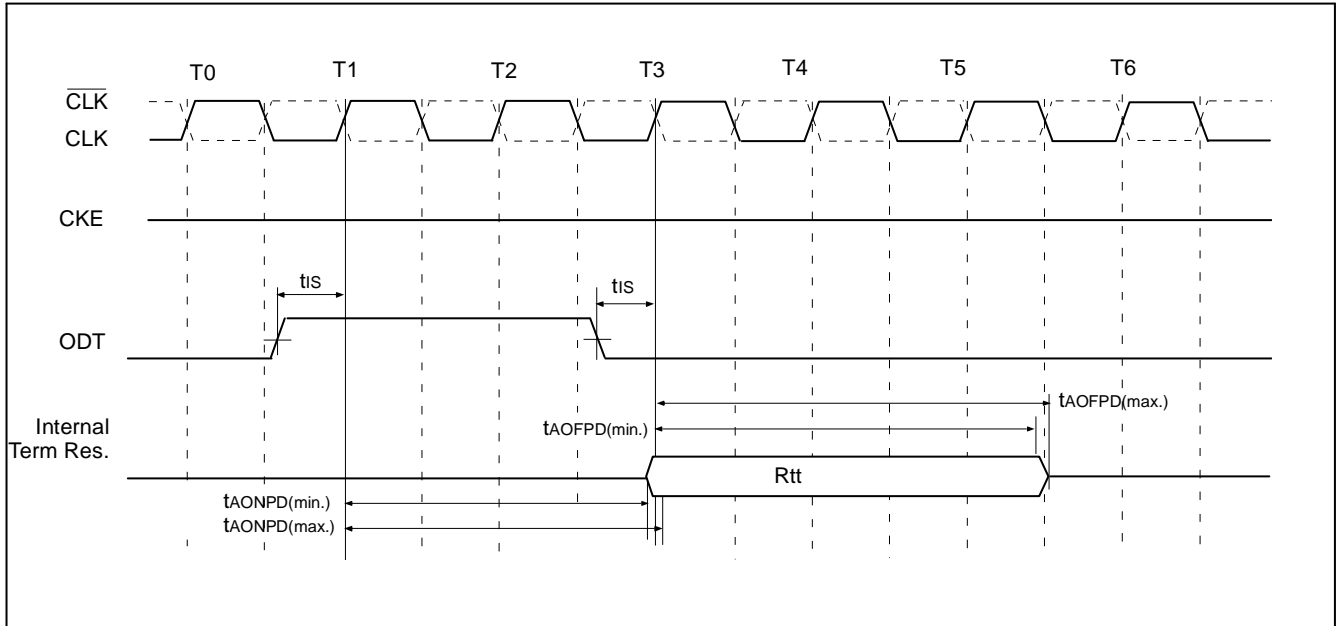 T0 T1 T2 T3 T4 T5 T6
CLK
CLK
CKE
tIS
tIS
ODT
tAOFPD(max.)
tAOFPD(min.)
Internal
Term Res.
Rtt
tAONPD(min.)
tAONPD(max.)